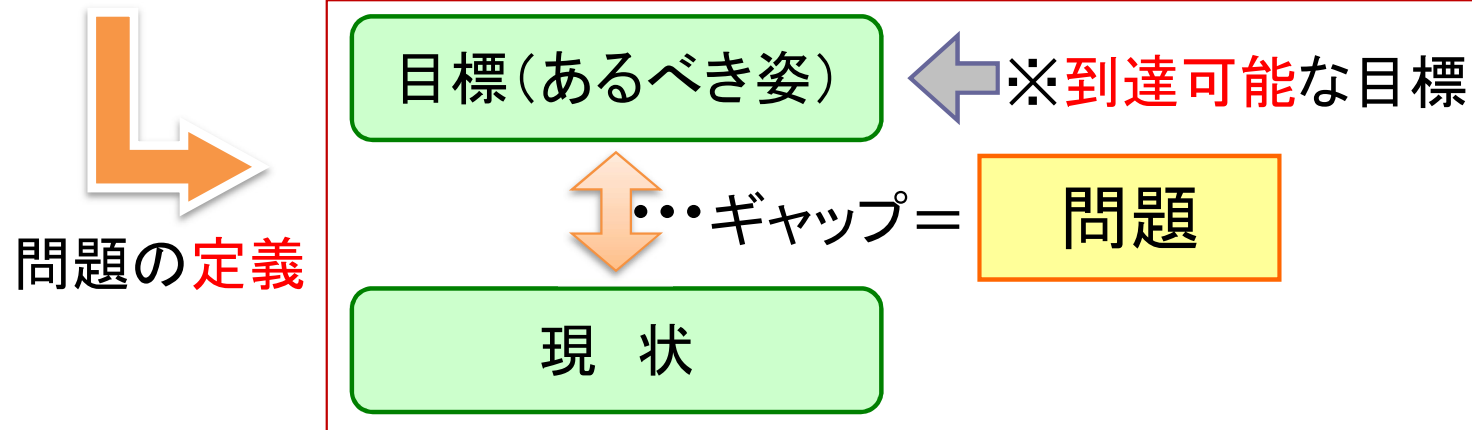 目標（あるべき姿）
※到達可能な目標
…ギャップ＝
問題
問題の定義
現　状